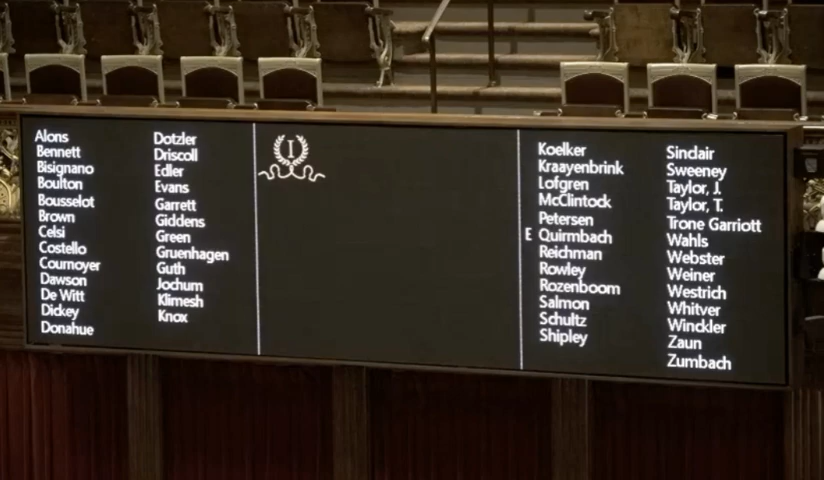 Alons
Bennett
Bisignano
Boulton
Bousselot
Brown
Celsi
Costello
Cournoyer
Dawson
De Witt
Dickey
Donahue
Dotzler
Driscoll
Edler
Evans
Garrett
Giddens
Green
Gruenhagen
Guth
Jochum
Klimesh
Knox
I
Koelker
Kraayenbrink
Lofgren
McClintock
Petersen
E Quirmbach
Reichman
Rowley
Rozenboom
Salmon
Schultz
Shipley
Sinclair
Sweeney
Taylor, J.
Taylor, T.
Trone Garriott
Wahls
Webster
Weiner
Westrich
Whitver
Winckler
Zaun
Zumbach